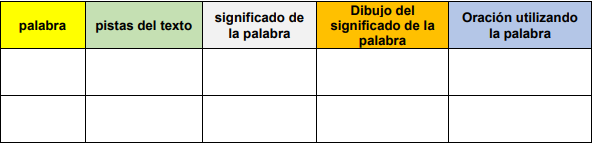 palabra
pistas del texto
significado de
la palabra
Dibujo del
significado de la
palabra
Oración utilizando
la palabra